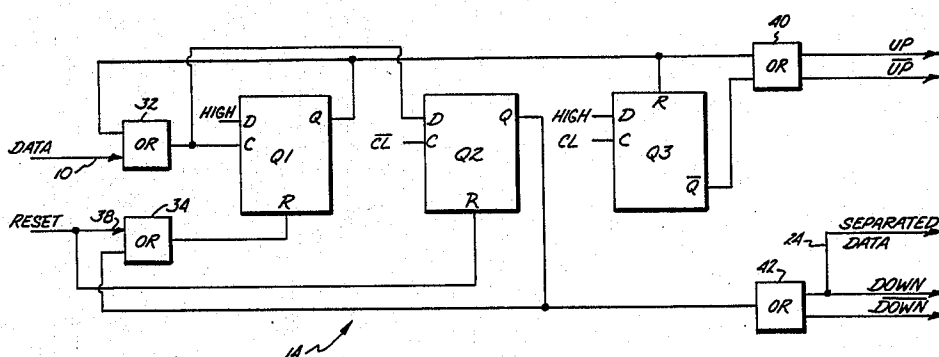 40
UP
OR
UP
R
32
HIGH
D
Q
D
Q
HIGH
D
OR
C
CL
C
CL
C
DATA
Q1
Q2
Q3
10
Q
34
R
R
RESET
38
SEPARATED
OR
24
DATA
42
DOWN
OR
DOWN
14